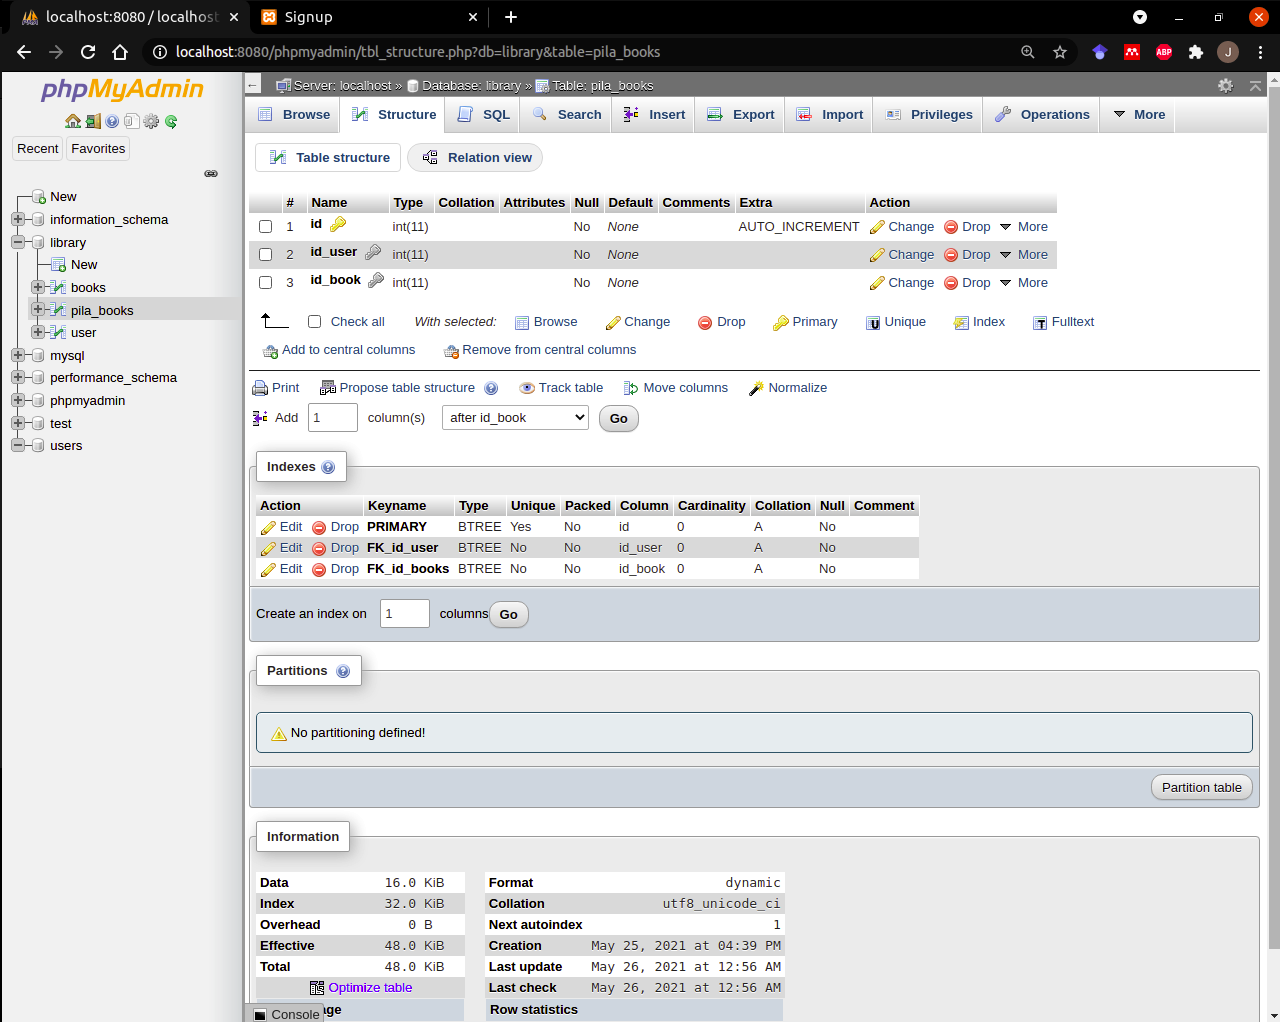 localhost:8080 / localhost
Signup
localhost:8080/phpmyadmin/tbl_structure.php?db=library&table=pila_books
ABP
J
phpMyAdmin
Recent
Favorites
New
information_schema
library
New
books
pila_books
user
mysql
performance_schema
phpmyadmin
test
users
Server: localhost » Database: library » Table: pila_books
Browse Structure SQL Search Insert Export Import Privileges Operations More
Table structure Relation view
# Name Type Collation Attributes Null Default Comments Extra Action
1 id int(11) No None AUTO_INCREMENT Change Drop More
2 id_user int(11) No None Change Drop More
3 id_book int(11) No None Change Drop More
Check all With selected: Browse Change Drop Primary Unique Index Fulltext
Add to central columns Remove from central columns
Print Propose table structure Track table Move columns Normalize
Add 1 column(s) after id_book Go
Indexes
Action Keyname Type Unique Packed Column Cardinality Collation Null Comment
Edit Drop PRIMARY BTREE Yes No id 0 A No
Edit Drop FK_id_user BTREE No No id_user 0 A No
Edit Drop FK_id_books BTREE No No id_book 0 A No
Create an index on 1 columns Go
Partitions
No partitioning defined!
Partition table
Information
Data 16.0 KiB
Index 32.0 KiB
Overhead 0 B
Effective 48.0 KiB
Total 48.0 KiB
Optimize table
Format dynamic
Collation utf8_unicode_ci
Next autoindex 1
Creation May 25, 2021 at 04:39 PM
Last update May 26, 2021 at 12:56 AM
Last check May 26, 2021 at 12:56 AM
Row statistics
Console